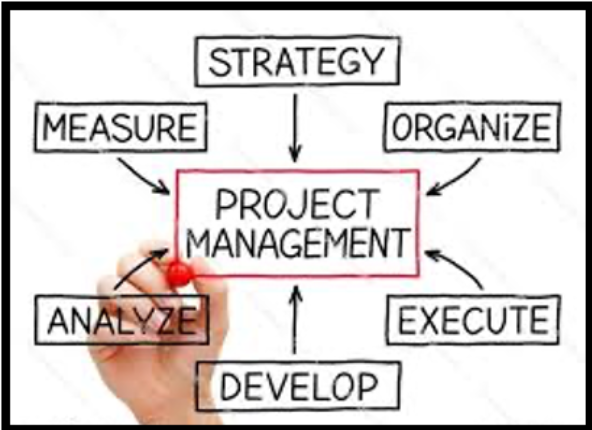 STRATEGY
MEASURE
ORGANiZE
PROJECT
MANAGEMENT
ANALYZE
EXECUTE
DEVELOP